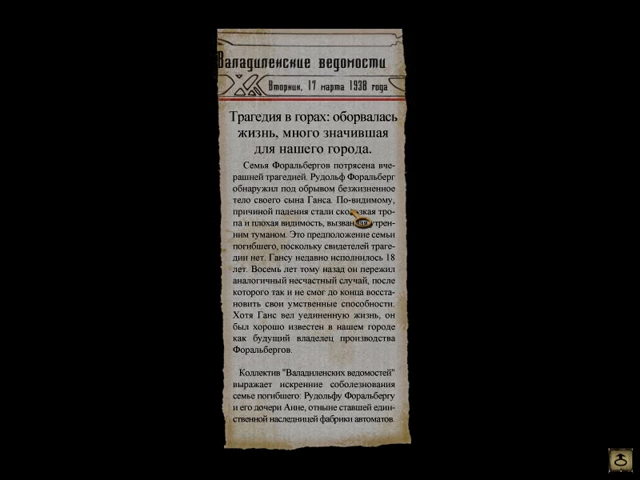 Валадиленские ведомости
Вторник, 17 марта 1938 года
Трагедия в горах: оборвалась
жизнь, много значившая
для нашего города.
Семья Форальбергов потрясена вче-
рашней трагедией. Рудольф Форальберг
обнаружил под обрывом безжизненное
тело своего сына Ганса. По-видимому,
причиной падения стали тро-
па и плохая видимость, трен-
ним туманом. Это предположение семьи
погибшего, поскольку свидетелей траге-
дии нет. Гансу недавно исполнилось 18
лет. Восемь лет тому назад он пережил
аналогичный несчастный случай, после
которого так и не смог до конца восста-
новить свои умственные способности.
Хотя Ганс вел уединенную жизнь, он
был хорошо известен в нашем городе
как будущий владелец производства
Форальбергов.
Коллектив "Валадиленских ведомостей"
выражает искренние соболезнования
семье погибшего: Рудольфу Форальбергу
и его дочери Анне, отныне ставшей един-
ственной наследницей фабрики автоматов.